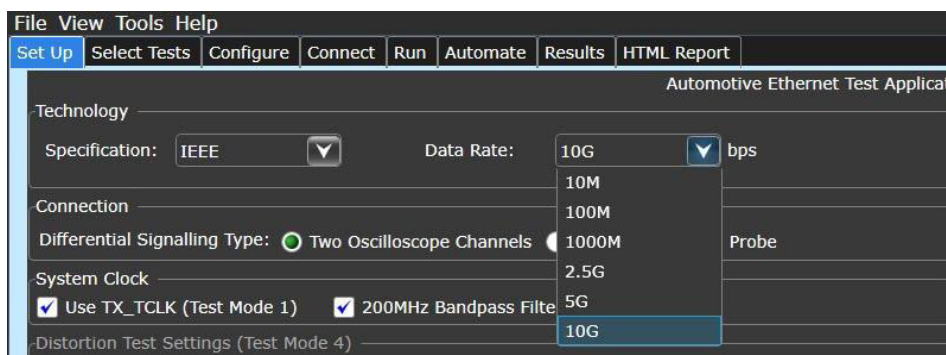 File View Tools Help
Set Up Select Tests Configure Connect Run Automate Results HTML Report
Automotive Ethernet Test
Technology
Specification: IEEE Data Rate: 10G bps
10M
Connection
100M
Differential Signalling Type: Two Oscilloscope Channels 1000M Probe
System Clock
2.5G
Use TX_TCLK (Test Mode 1) 200MHz Bandpass 5G
10G
Distortion Test Settings (Test Mode 4)